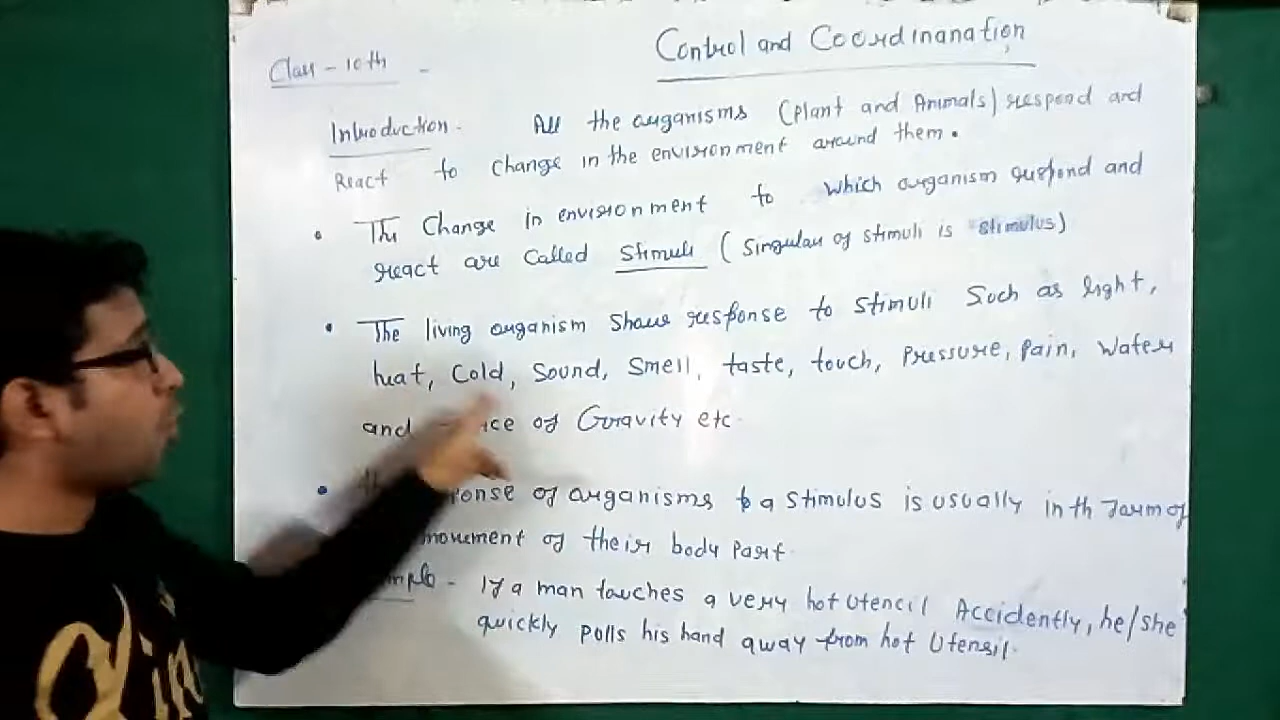 Class - 10th -
Control and Coordinanation
Introduction - All the organisms (Plant and Animals) respond and
React to change in the environment around them.
• The Change in environment to which organism respond and
react are called Stimuli (Singular of stimuli is stimulus)
• The living organism shows response to stimuli Such as light,
heat, Cold, Sound, Smell, taste, touch, Pressure, Pain, Water
and of Gravity etc.
• of organisms to a stimulus is usually in th form of
movement of their body Part.
- If a man touches a very hot Utencil Accidently, he/she
quickly polls his hand away from hot Utensil.